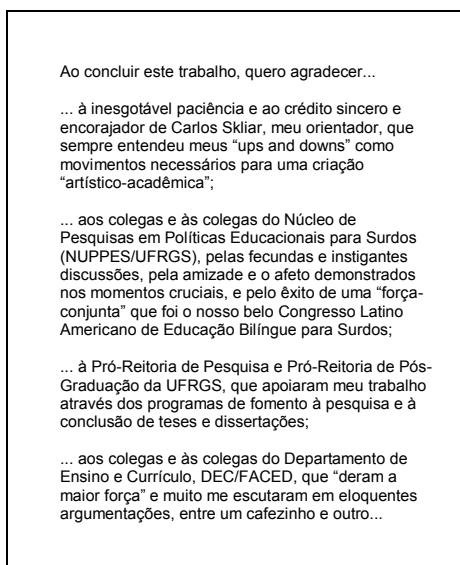 Ao concluir este trabalho, quero agradecer...
... à inesgotável paciência e ao crédito sincero e
encorajador de Carlos Skliar, meu orientador, que
sempre entendeu meus “ups and downs” como
movimentos necessários para uma criação
“artístico-acadêmica”;
... aos colegas e às colegas do Núcleo de
Pesquisas em Políticas Educacionais para Surdos
(NUPPES/UFRGS), pelas fecundas e instigantes
discussões, pela amizade e o afeto demonstrados
nos momentos cruciais, e pelo êxito de uma “força-
conjunta” que foi o nosso belo Congresso Latino
Americano de Educação Bilíngue para Surdos;
... à Pró-Reitoria de Pesquisa e Pró-Reitoria de Pós-
Graduação da UFRGS, que apoiaram meu trabalho
através dos programas de fomento à pesquisa e à
conclusão de teses e dissertações;
... aos colegas e às colegas do Departamento de
Ensino e Currículo, DEC/FACED, que “deram a
maior força” e muito me escutaram em eloquentes
argumentações, entre um cafezinho e outro...